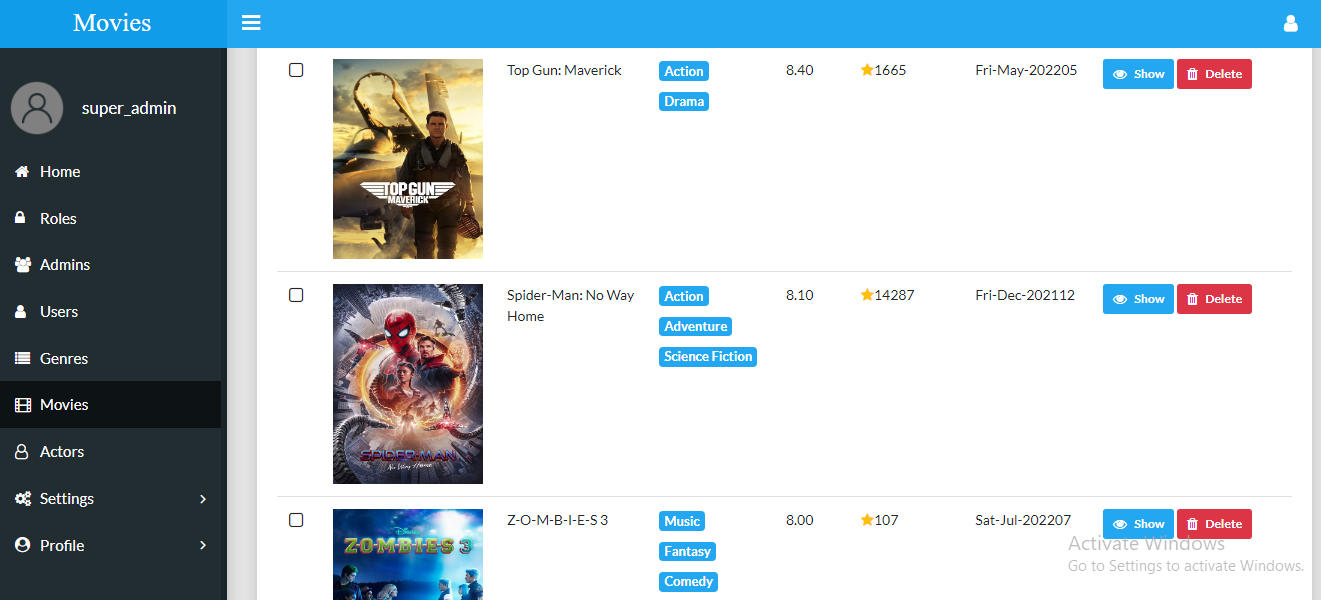 Movies
super_admin
Home
Roles
Admins
Users
Genres
Movies
Actors
Settings
Profile
Top Gun: Maverick
Action
Drama
8.40
1665
Fri-May-202205
Show
Delete
TOP GUN
MAVERICK
Spider-Man: No Way
Home
Action
Adventure
Science Fiction
8.10
14287
Fri-Dec-202112
Show
Delete
SPIDER-MAN
No Way Home
Z-O-M-B-I-E-S 3
Music
Fantasy
Comedy
8.00
107
Sat-Jul-202207
Show
Delete
Disney
Z·O·M·B·I·E·S 3
Activate Windows
Go to Settings to activate Windows.